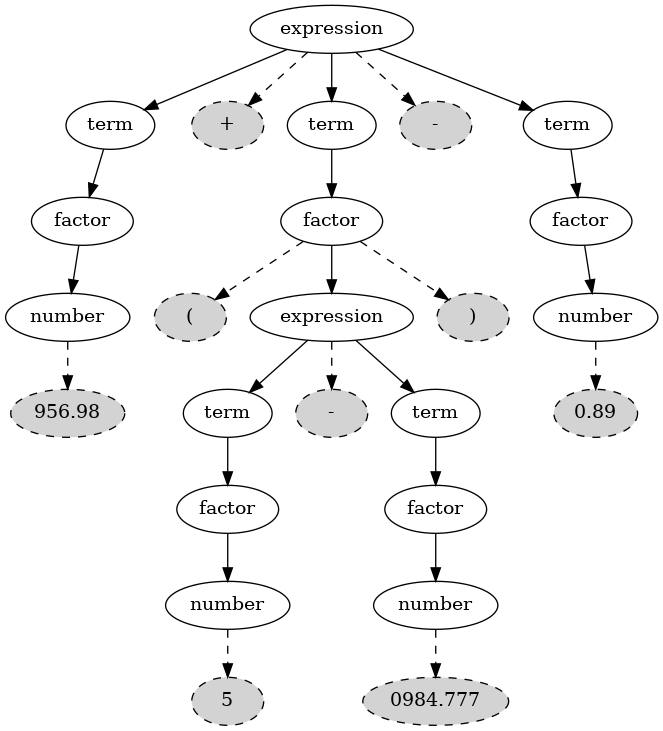 expression
term + term - term
factor factor factor
number ( expression ) number
956.98 term - term 0.89
factor factor
number number
5 0984.777